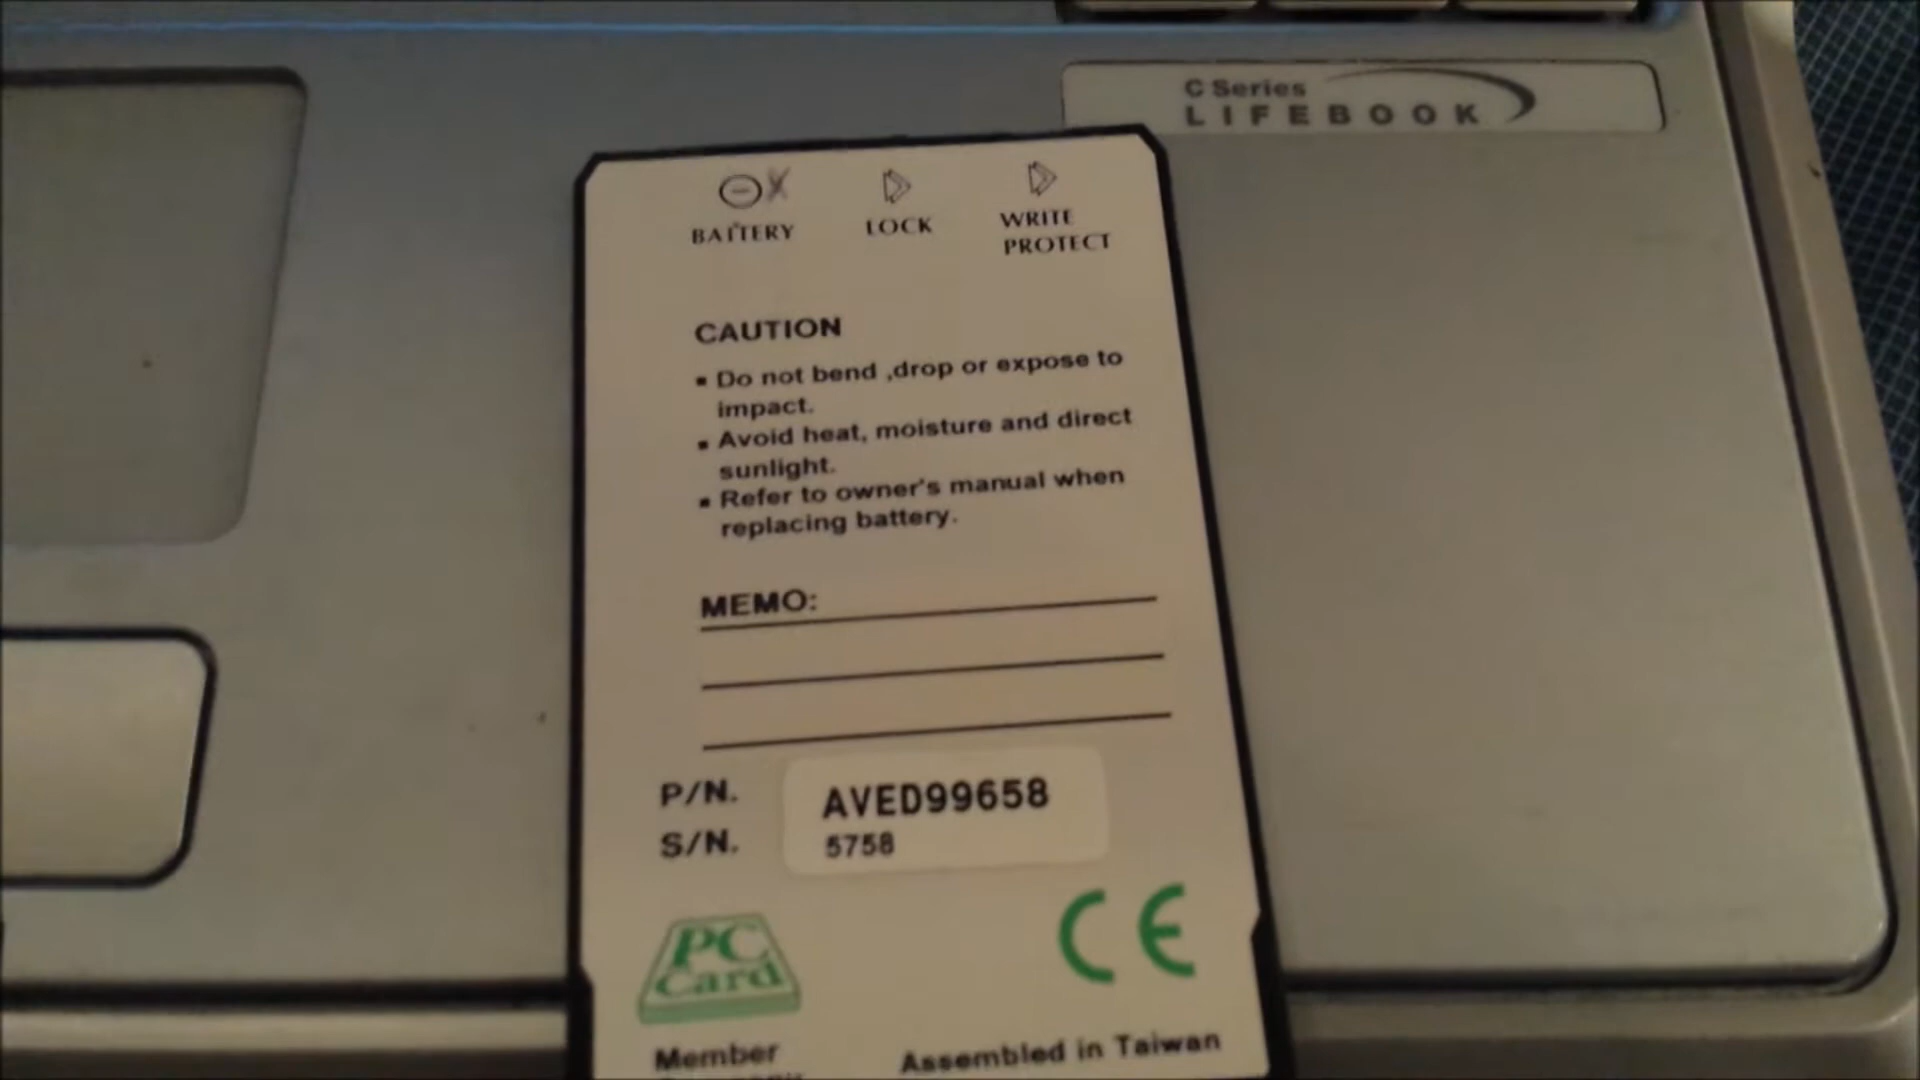 C Series
LIFEBOOK
BATTERY
LOCK
WRITE
PROTECT
CAUTION
▪ Do not bend ,drop or expose to
impact.
▪ Avoid heat, moisture and direct
sunlight.
▪ Refer to owner's manual when
replacing battery.
MEMO:
P/N. AVED99658
S/N. 5758
PC
Card
CE
Member
Assembled in Taiwan